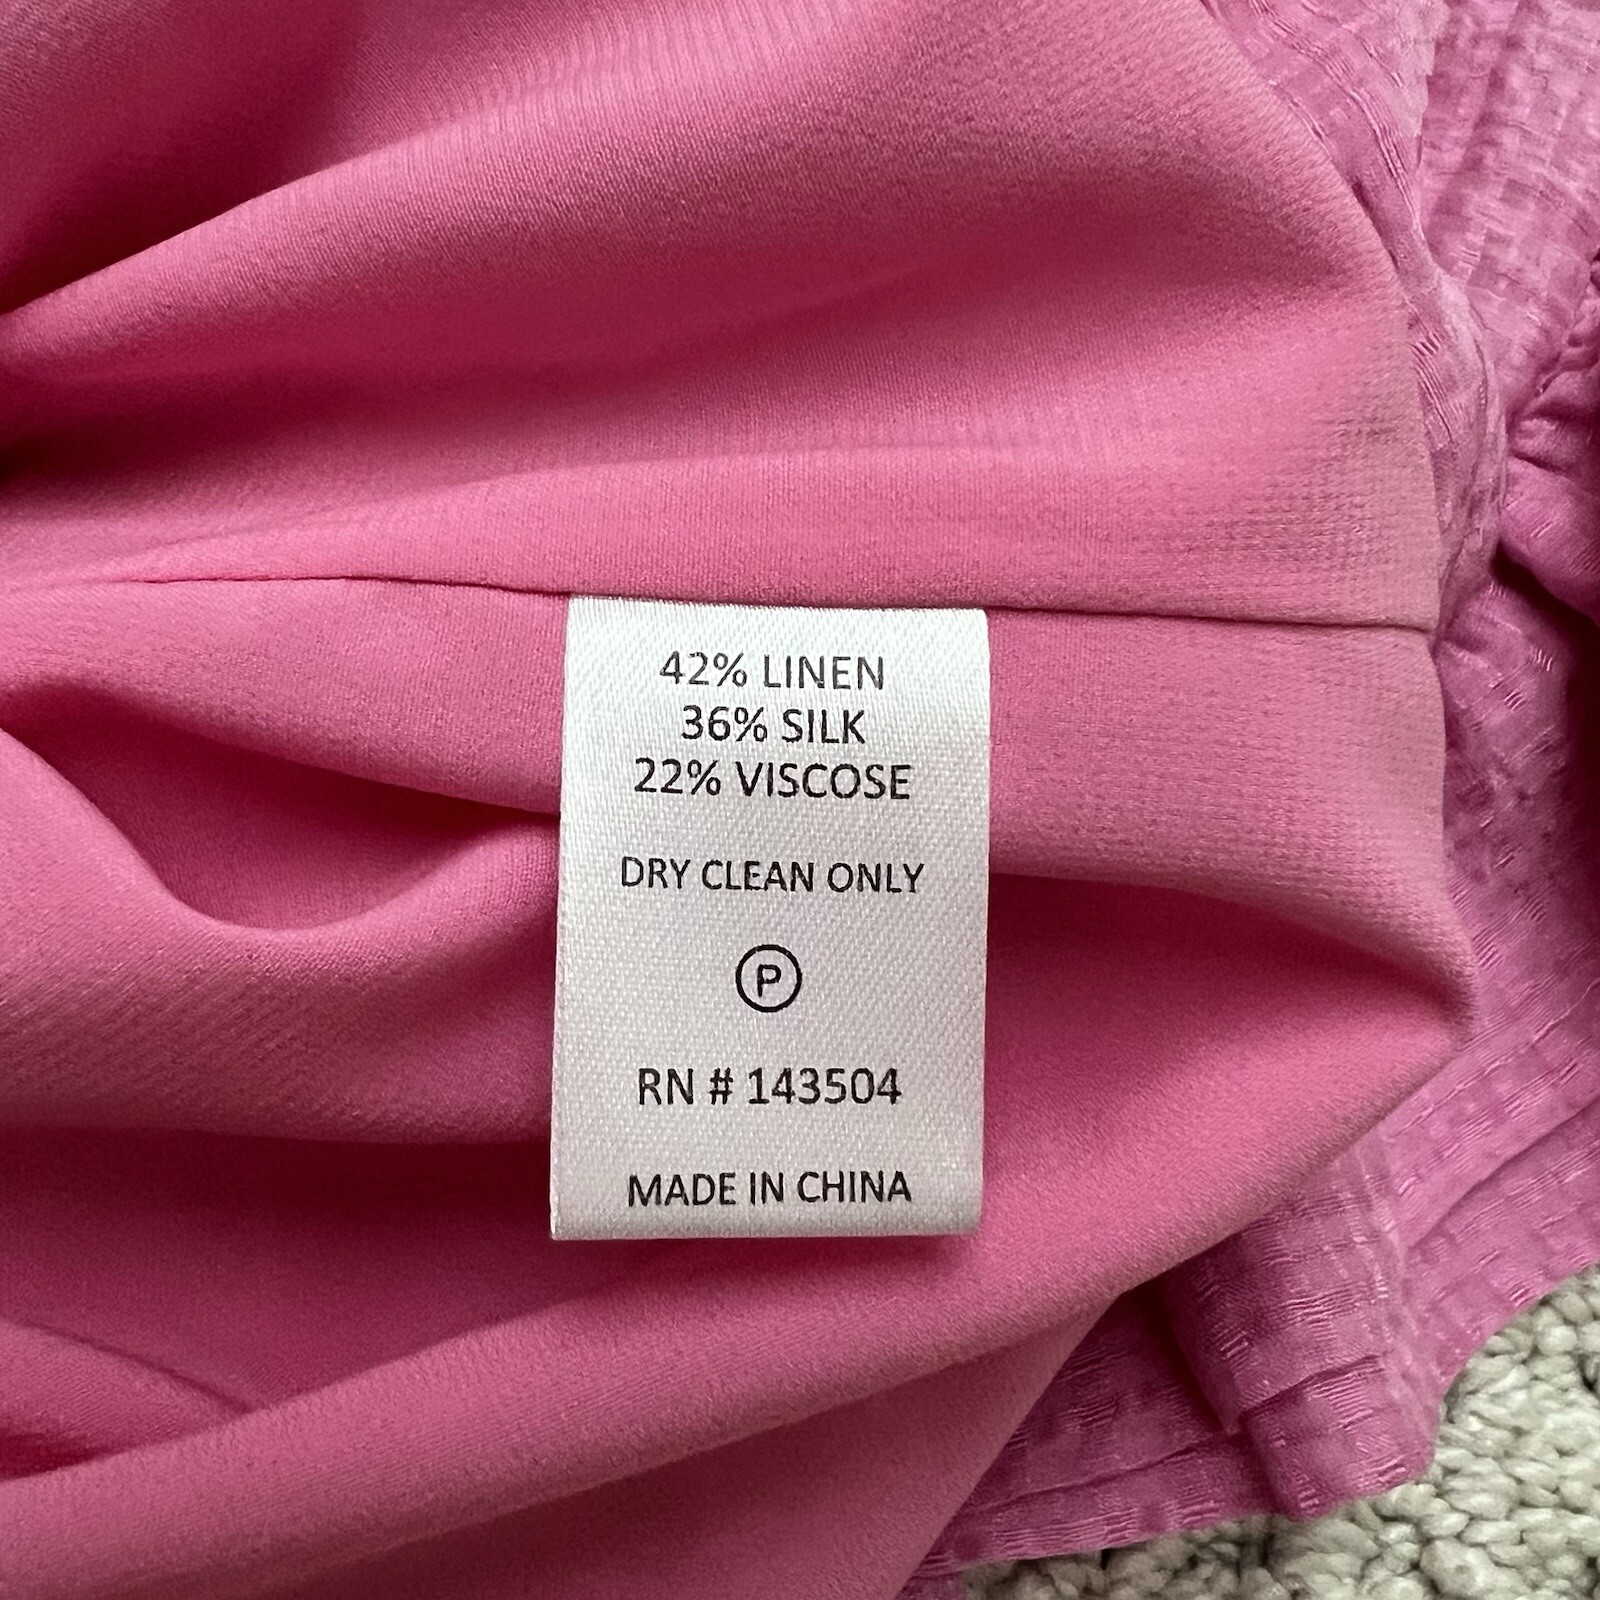 42% LINEN
36% SILK
22% VISCOSE
DRY CLEAN ONLY
P
RN # 143504
MADE IN CHINA